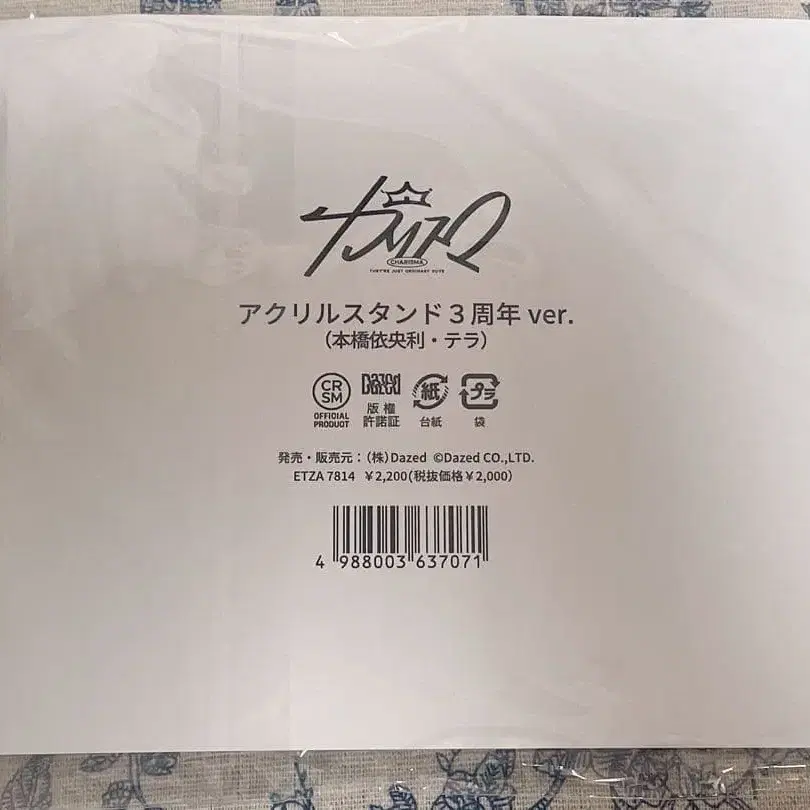 カリスマ
CHARISMA
THEY'RE JUST ORDINARY GUYS
アクリルスタンド３周年 ver.
（本橋依央利・テラ）
CR
SM
OFFICIAL
PRODUCT
Dazed
版権
許諾証
紙
台紙
プラ
袋
発売・販売元：（株）Dazed ©Dazed CO.,LTD.
ETZA 7814 ￥2,200（税抜価格￥2,000）
4 988003 637071